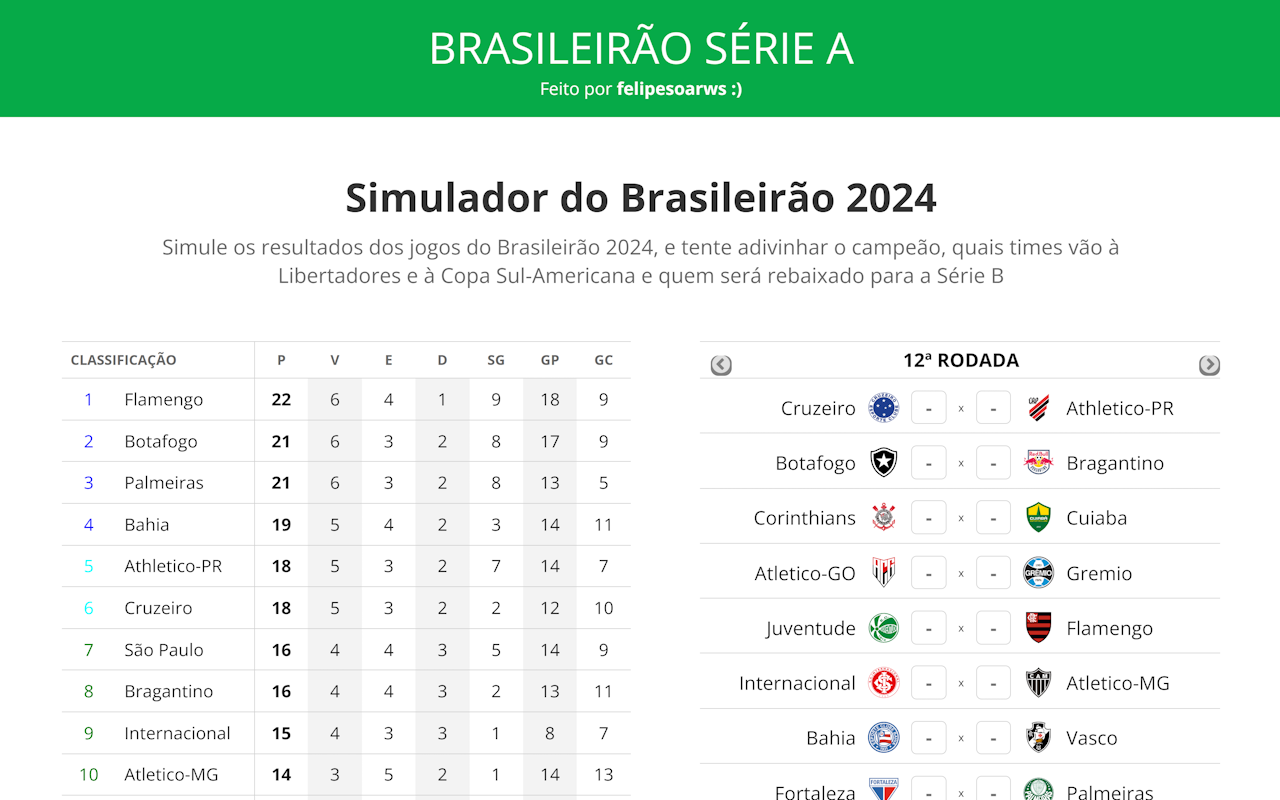 BRASILEIRÃO SÉRIE A
Feito por felipesoarws :)
Simulador do Brasileirão 2024
Simule os resultados dos jogos do Brasileirão 2024, e tente adivinhar o campeão, quais times vão à
Libertadores e à Copa Sul-Americana e quem será rebaixado para a Série B
CLASSIFICAÇÃO P V E D SG GP GC
1 Flamengo 22 6 4 1 9 18 9
2 Botafogo 21 6 3 2 8 17 9
3 Palmeiras 21 6 3 2 8 13 5
4 Bahia 19 5 4 2 3 14 11
5 Athletico-PR 18 5 3 2 7 14 7
6 Cruzeiro 18 5 3 2 2 12 10
7 São Paulo 16 4 4 3 5 14 9
8 Bragantino 16 4 4 3 2 13 11
9 Internacional 15 4 3 3 1 8 7
10 Atletico-MG 14 3 5 2 1 14 13
12ª RODADA
Cruzeiro - x - Athletico-PR
Botafogo - x - Bragantino
Corinthians - x - Cuiaba
Atletico-GO - x - Gremio
Juventude - x - Flamengo
Internacional - x - Atletico-MG
Bahia - x - Vasco
Fortaleza - x - Palmeiras